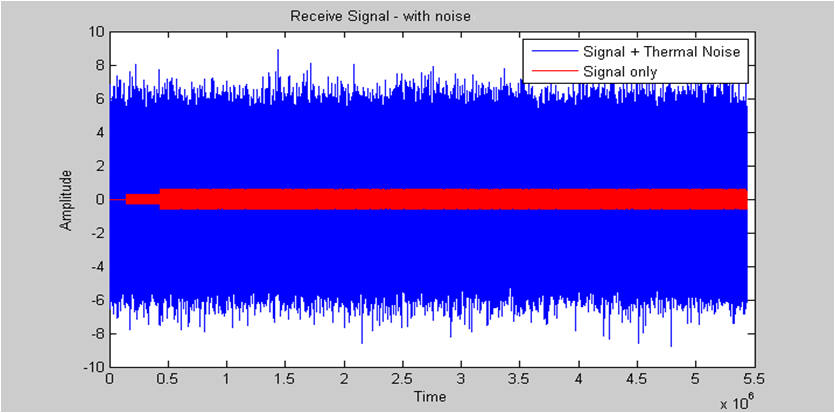 Receive Signal - with noise
Signal + Thermal Noise
Signal only
Amplitude
10
8
6
4
2
0
-2
-4
-6
-8
-10
0 0.5 1 1.5 2 2.5 3 3.5 4 4.5 5 5.5
Time
x 10^6